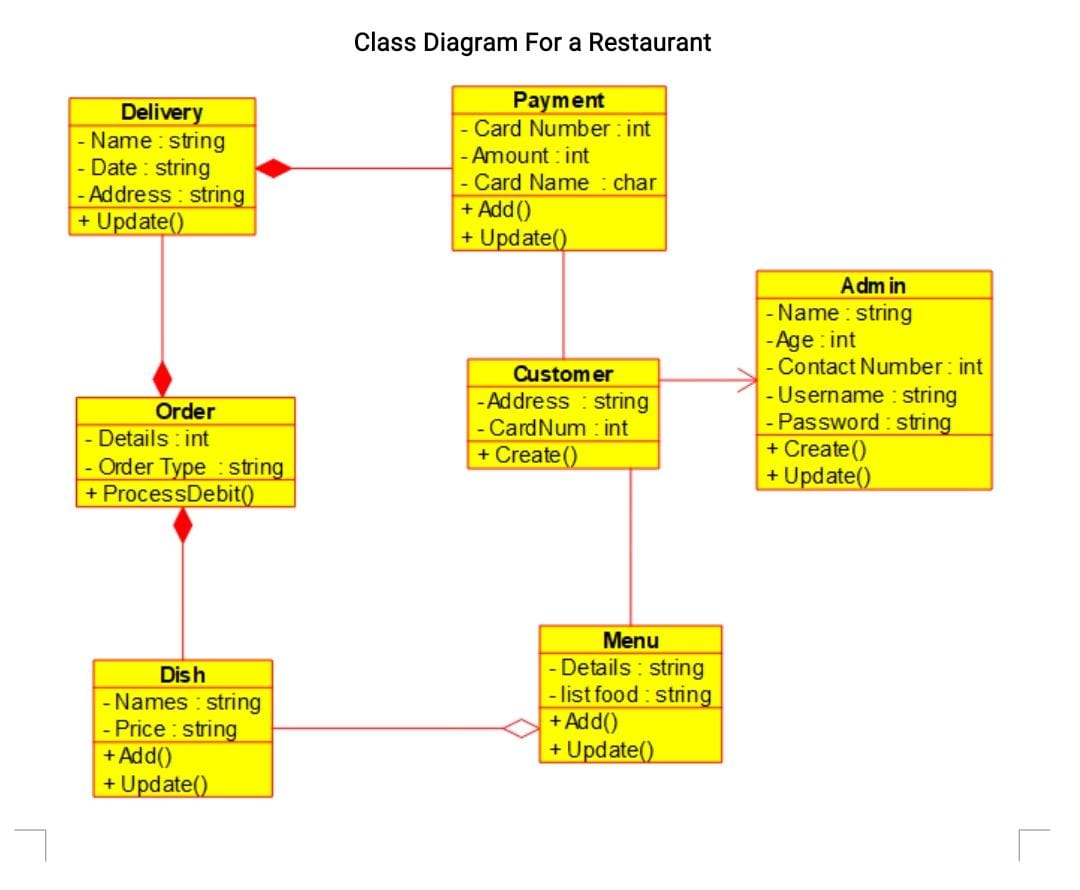 Class Diagram For a Restaurant
Delivery
- Name : string
- Date : string
- Address : string
+ Update()
Payment
- Card Number : int
- Amount : int
- Card Name : char
+ Add()
+ Update()
Admin
- Name : string
- Age : int
- Contact Number : int
- Username : string
- Password : string
+ Create()
+ Update()
Customer
- Address : string
- CardNum : int
+ Create()
Order
- Details : int
- Order Type : string
+ ProcessDebit()
Dish
- Names : string
- Price : string
+ Add()
+ Update()
Menu
- Details : string
- list food : string
+ Add()
+ Update()